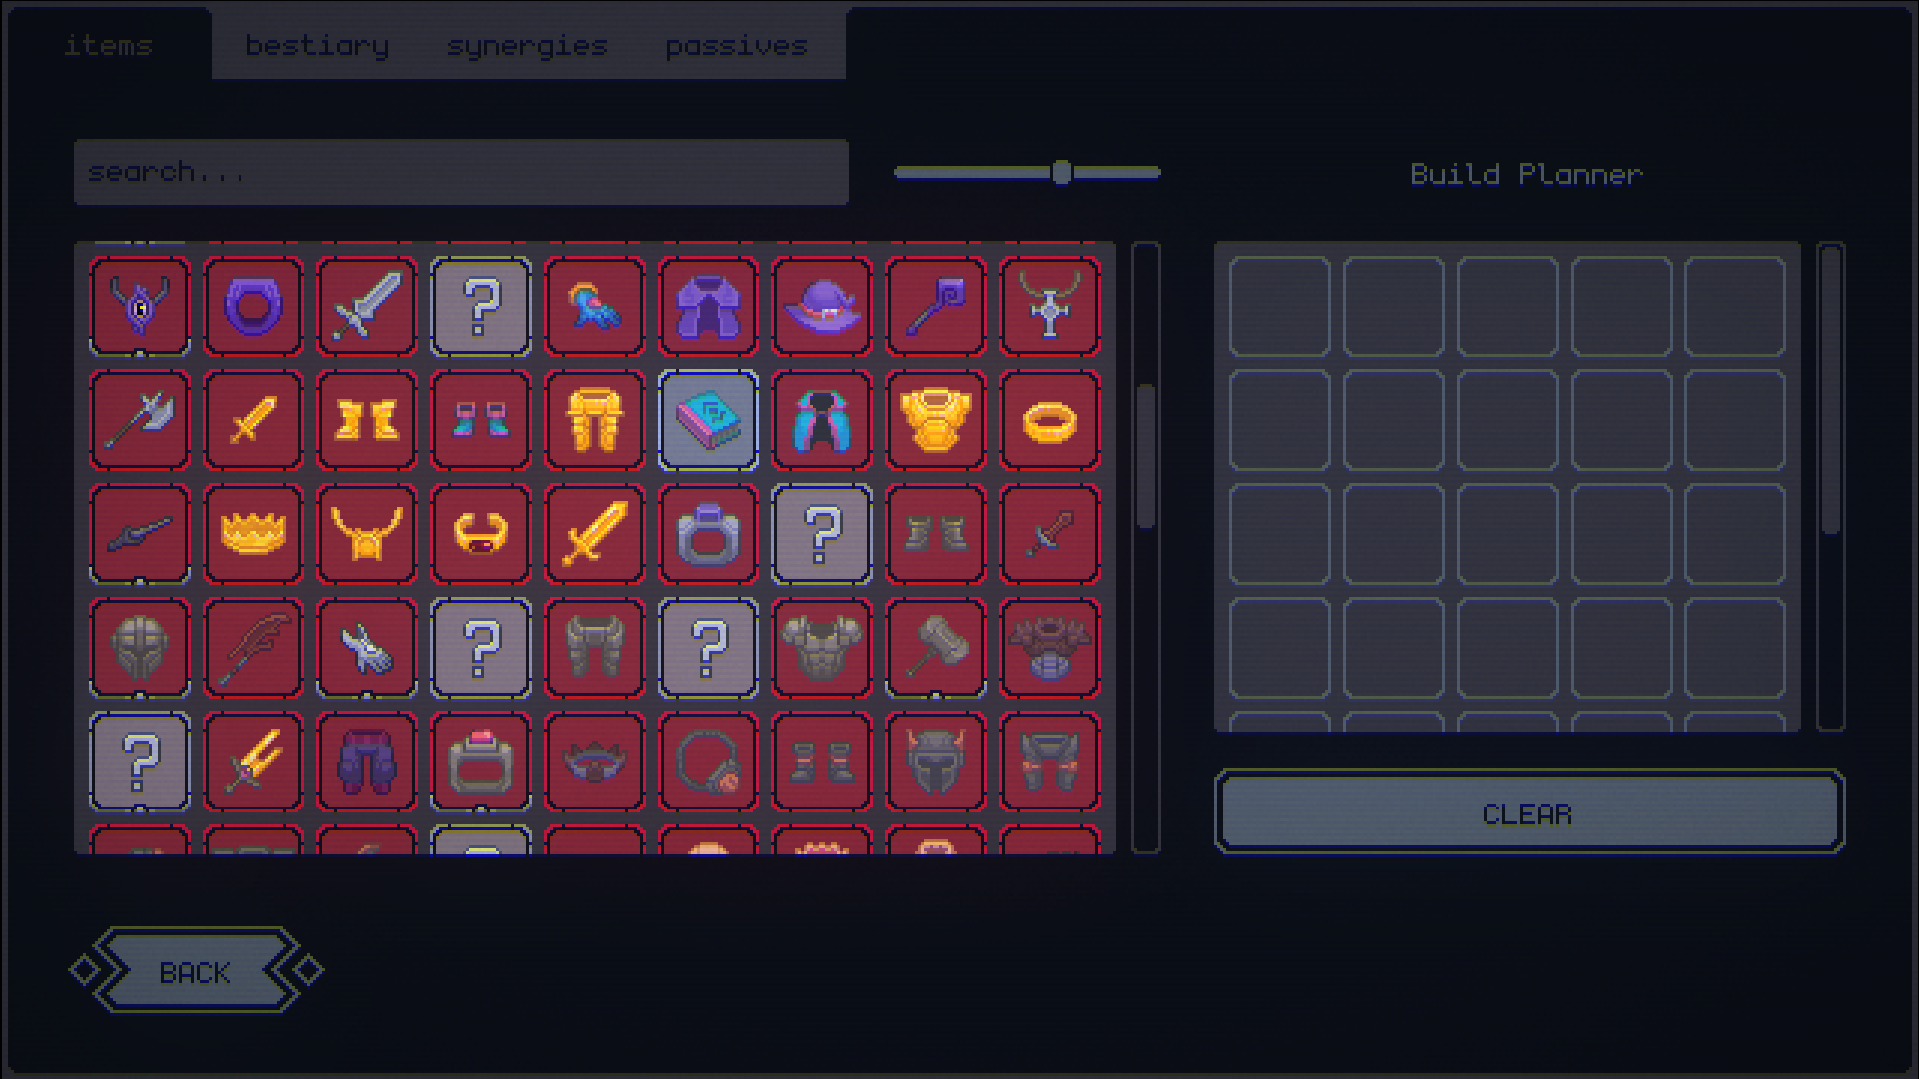 items bestiary synergies passives
search...
Build Planner
?
?
? ?
?
CLEAR
BACK